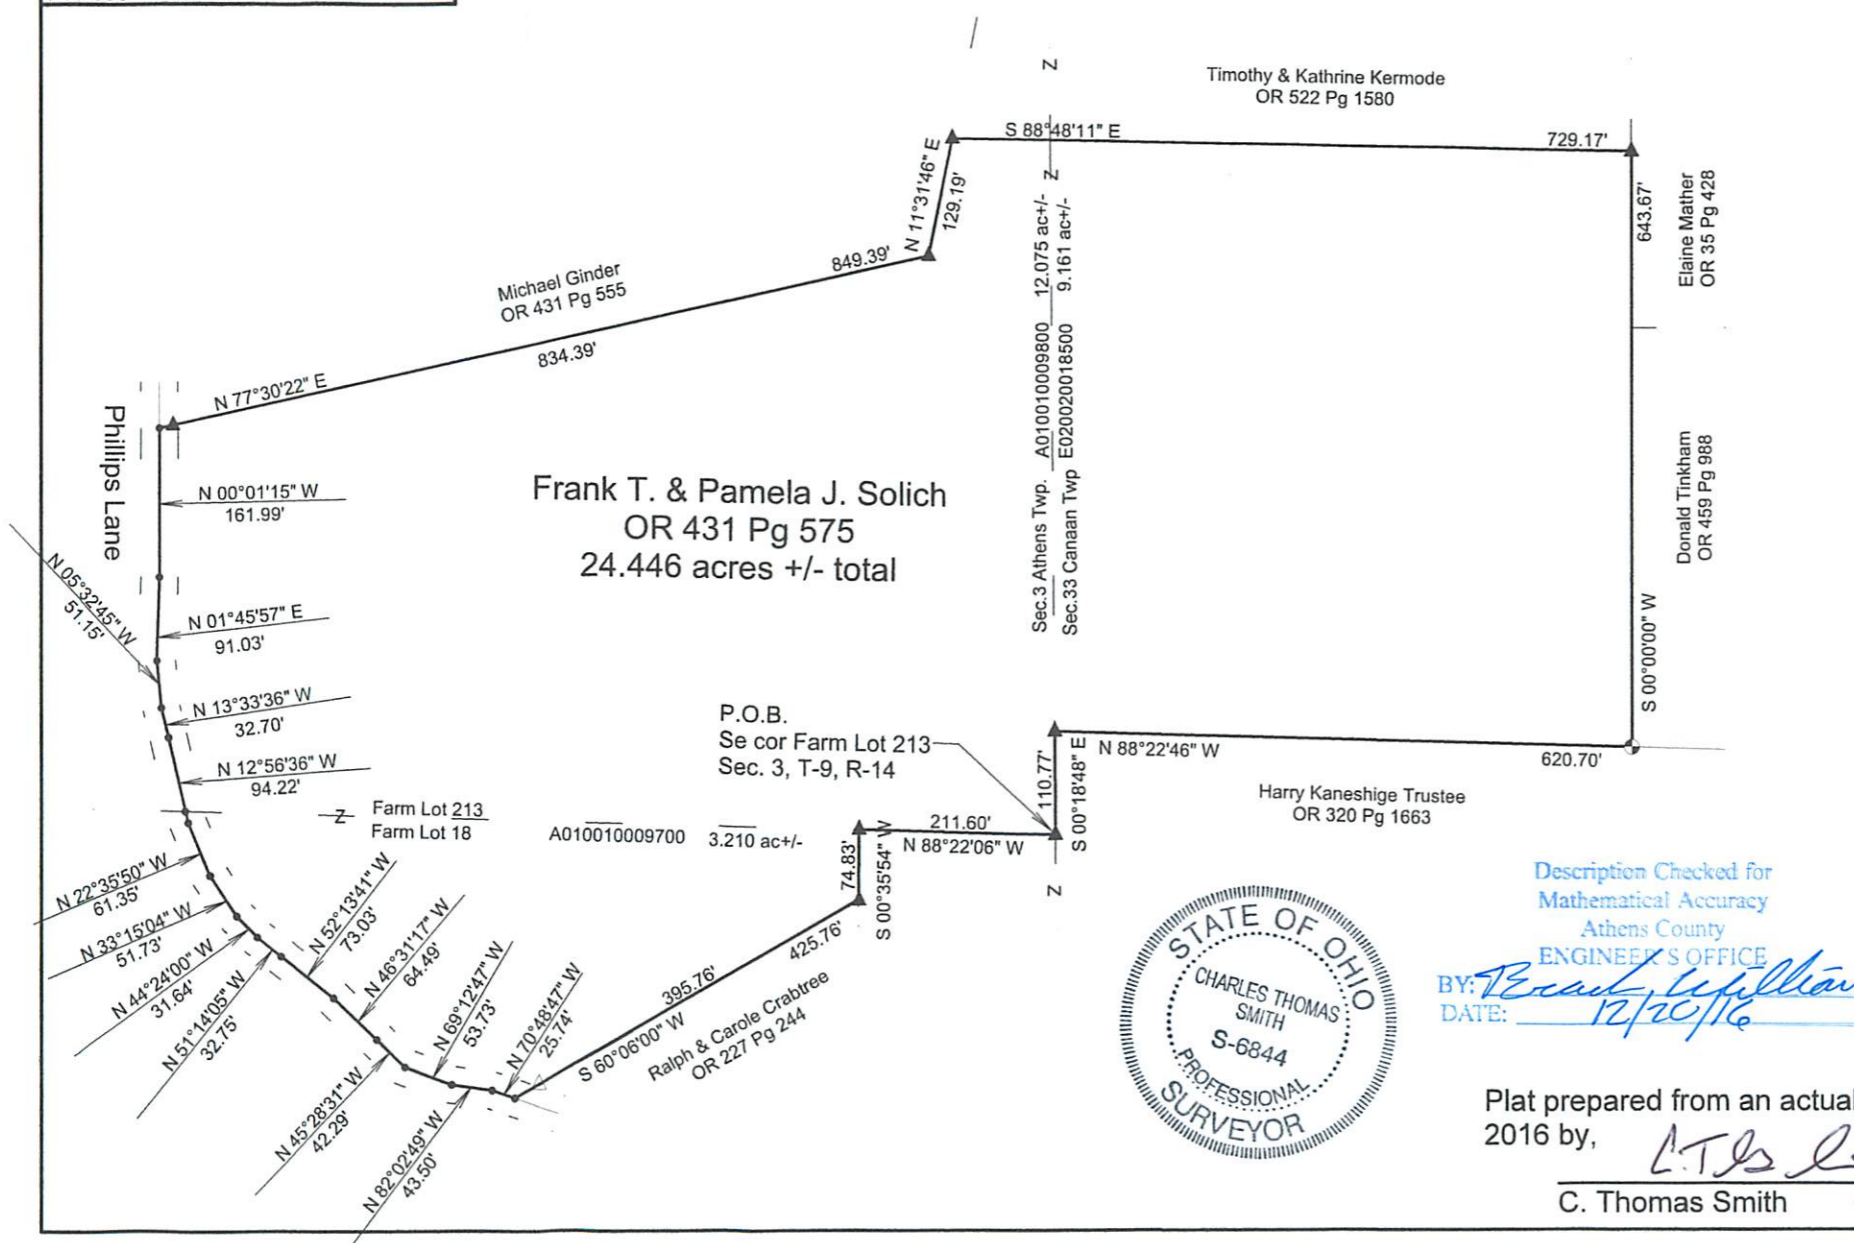 Timothy & Kathrine Kermode
OR 522 Pg 1580
S 88°48'11" E
729.17'
N 11°31'46" E
129.19'
643.67'
Elaine Mather
OR 35 Pg 428
Michael Ginder
OR 431 Pg 555
849.39'
834.39'
N 77°30'22" E
Phillips Lane
Frank T. & Pamela J. Solich
OR 431 Pg 575
24.446 acres +/- total
Sec.3 Athens Twp. A010010009800 12.075 ac+/-
Sec.33 Canaan Twp E020020018500 9.161 ac+/-
Z
Z
Donald Tinkham
OR 459 Pg 988
S 00°00'00" W
N 00°01'15" W
161.99'
N 01°45'57" E
91.03'
N 05°32'45" W
51.15'
N 13°33'36" W
32.70'
N 12°56'36" W
94.22'
P.O.B.
Se cor Farm Lot 213
Sec. 3, T-9, R-14
N 88°22'46" W
620.70'
110.77'
S 00°18'48" E
Harry Kaneshige Trustee
OR 320 Pg 1663
Z
Farm Lot 213
Farm Lot 18
A010010009700 3.210 ac+/-
211.60'
N 88°22'06" W
74.83'
S 00°35'54" W
Z
N 22°35'50" W
61.35'
N 33°15'04" W
51.73'
N 44°24'00" W
31.64'
N 51°14'05" W
32.75'
N 52°13'41" W
73.03'
N 46°31'17" W
64.49'
N 45°28'31" W
42.29'
N 69°12'47" W
53.73'
N 82°02'49" W
43.50'
N 70°48'47" W
25.74'
425.76'
395.76'
S 60°06'00" W
Ralph & Carole Crabtree
OR 227 Pg 244
STATE OF OHIO
CHARLES THOMAS
SMITH
S-6844
PROFESSIONAL
SURVEYOR
Description Checked for
Mathematical Accuracy
Athens County
ENGINEER'S OFFICE
BY:
DATE: 12/20/16
Plat prepared from an actual
2016 by,
C. Thomas Smith